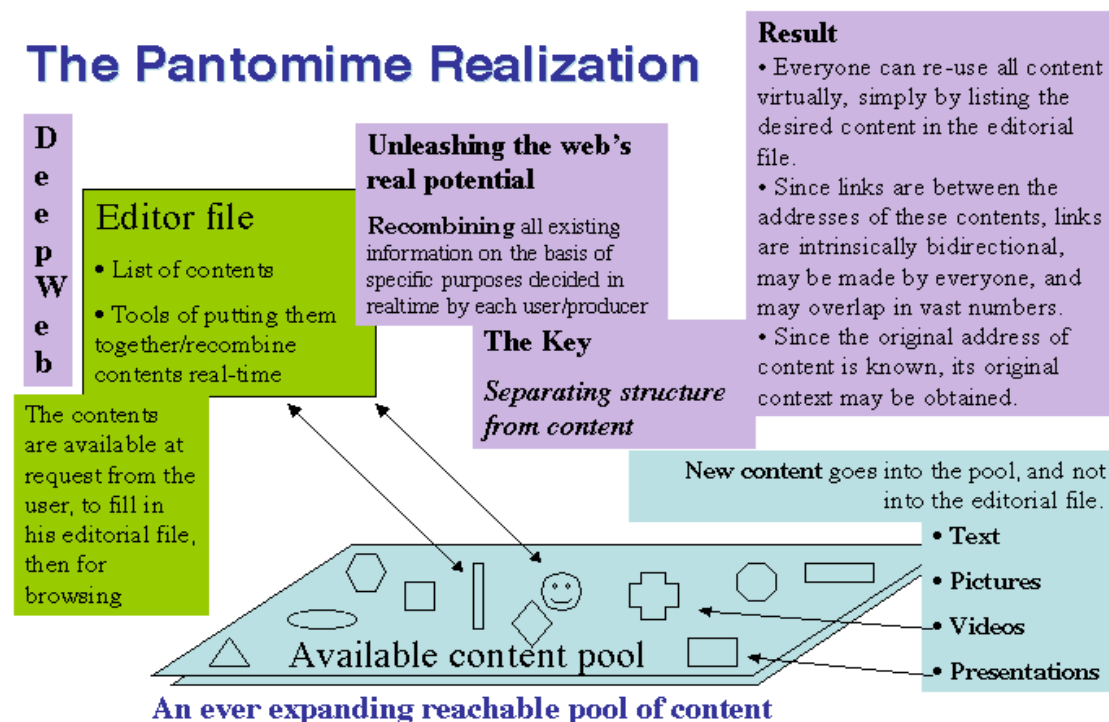 The Pantomime Realization
D
e
e
p
W
e
b
Editor file
• List of contents
• Tools of putting them
together/recombine
contents real-time
The contents
are available at
request from the
user, to fill in
his editorial file,
then for
browsing
Unleashing the web's
real potential
Recombining all existing
information on the basis of
specific purposes decided in
realtime by each user/producer
The Key
Separating structure
from content
Result
• Everyone can re-use all content
virtually, simply by listing the
desired content in the editorial
file.
• Since links are between the
addresses of these contents, links
are intrinsically bidirectional,
may be made by everyone, and
may overlap in vast numbers.
• Since the original address of
content is known, its original
context may be obtained.
New content goes into the pool, and not
into the editorial file.
• Text
• Pictures
• Videos
• Presentations
Available content pool
An ever expanding reachable pool of content